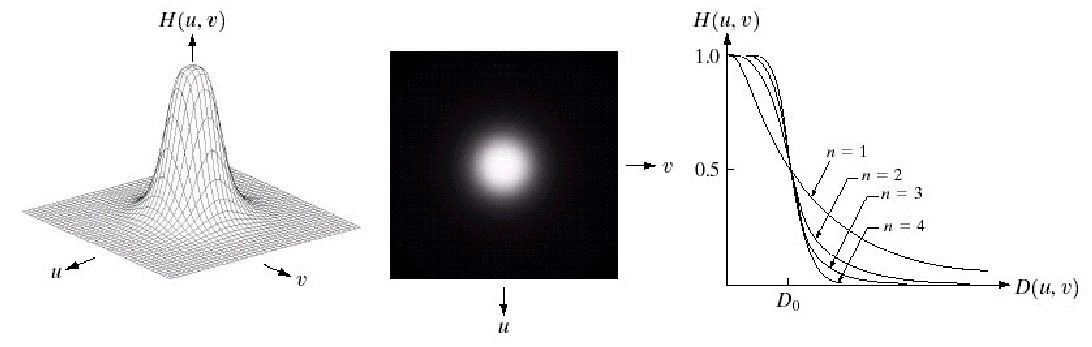 H(u, v)
u
v
v
u
H(u, v)
1.0
0.5
n = 1
n = 2
n = 3
n = 4
D₀
D(u, v)